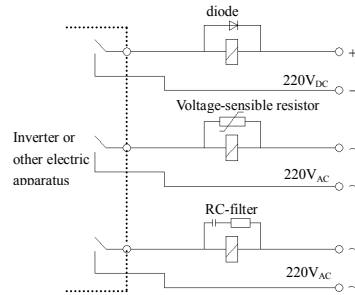 diode
+
220VDC
−
Voltage-sensible resistor
Inverter or
other electric
apparatus
~
220VAC
~
RC-filter
~
220VAC
~